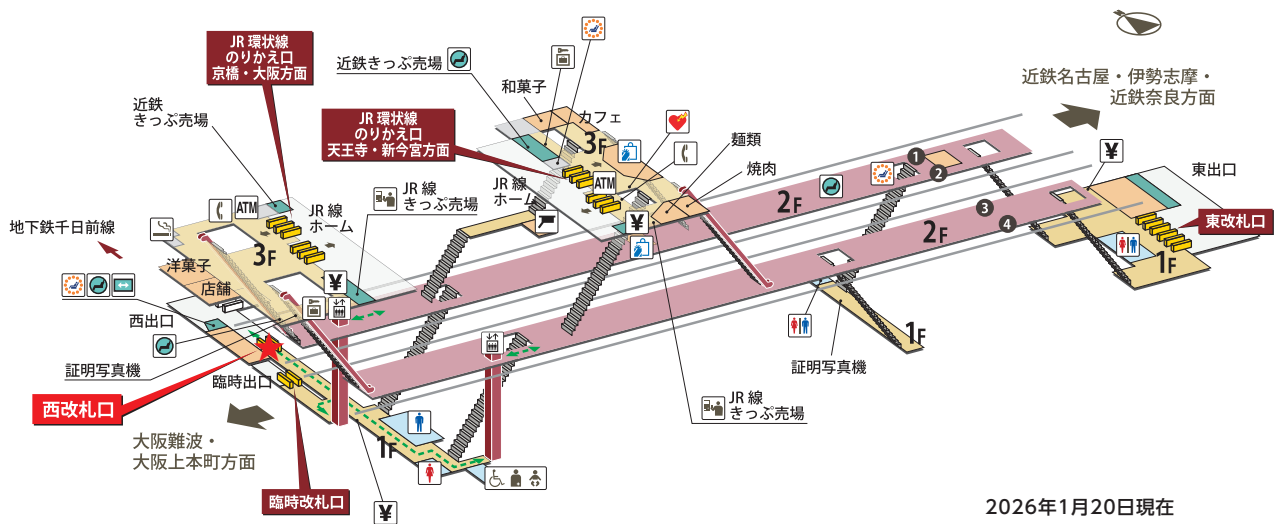 JR 環状線
のりかえ口
京橋・大阪方面
近鉄きっぷ売場
和菓子
近鉄名古屋・伊勢志摩・
近鉄奈良方面
近鉄
きっぷ売場
JR 環状線
のりかえ口
天王寺・新今宮方面
カフェ
3F
麺類
焼肉
ATM
1
2
¥
東出口
JR 線
きっぷ売場
JR 線
ホーム
2F
3
4
東改札口
ATM
JR 線
ホーム
地下鉄千日前線
3F
¥
2F
1F
洋菓子
店舗
¥
西出口
1F
証明写真機
証明写真機
臨時出口
西改札口
JR 線
きっぷ売場
大阪難波・
大阪上本町方面
1F
臨時改札口
¥
2026年1月20日現在